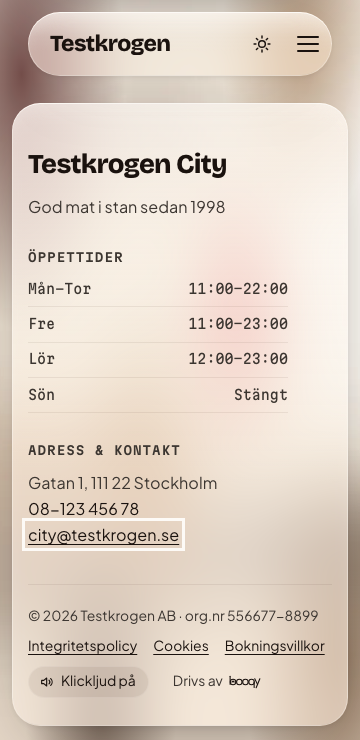 Testkrogen
Testkrogen City
God mat i stan sedan 1998
ÖPPETTIDER
Mån–Tor 11:00–22:00
Fre 11:00–23:00
Lör 12:00–23:00
Sön Stängt
ADRESS & KONTAKT
Gatan 1, 111 22 Stockholm
08–123 456 78
city@testkrogen.se
© 2026 Testkrogen AB · org.nr 556677–8899
Integritetspolicy Cookies Bokningsvillkor
Klickljud på Drivs av booqy